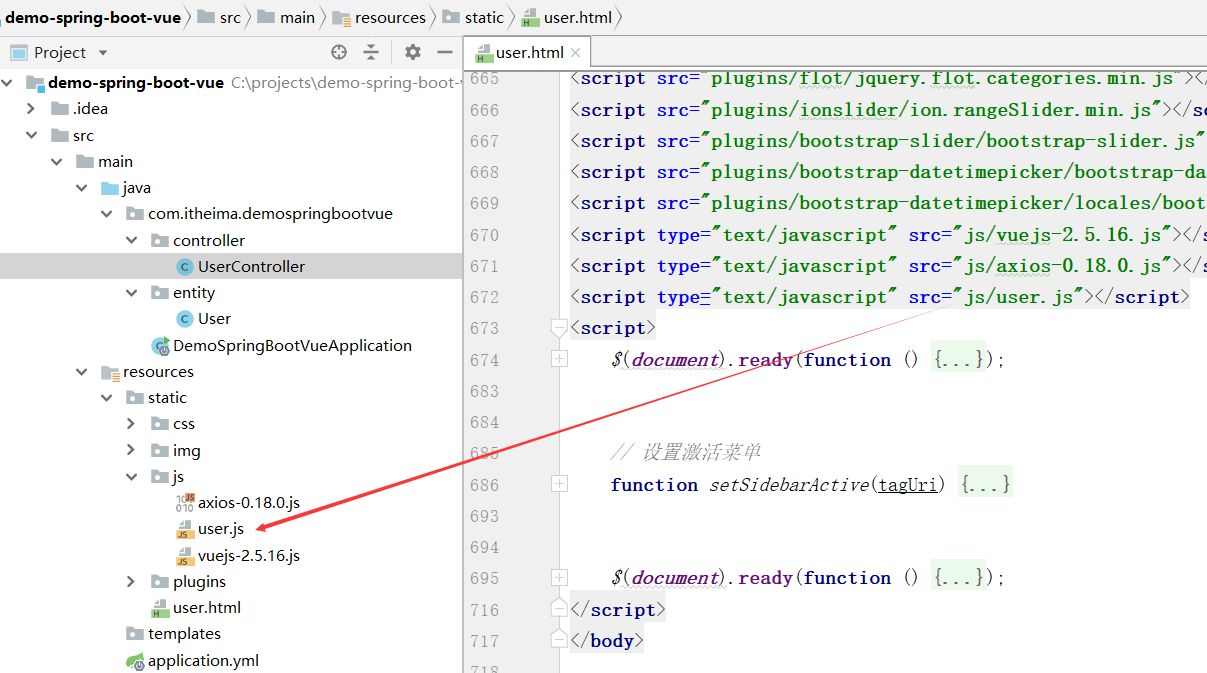 demo-spring-boot-vue src main resources static user.html
Project
demo-spring-boot-vue C:\projects\demo-spring-boot-
.idea
src
main
java
com.itheima.demospringbootvue
controller
UserController
entity
User
DemoSpringBootVueApplication
resources
static
css
img
js
axios-0.18.0.js
user.js
vuejs-2.5.16.js
plugins
user.html
templates
application.yml
user.html
665 <script src="plugins/flot/jquery.flot.categories.min.js"></
666 <script src="plugins/ionslider/ion.rangeSlider.min.js"></sc
667 <script src="plugins/bootstrap-slider/bootstrap-slider.js"
668 <script src="plugins/bootstrap-datetimepicker/bootstrap-da
669 <script src="plugins/bootstrap-datetimepicker/locales/boot
670 <script type="text/javascript" src="js/vuejs-2.5.16.js"></s
671 <script type="text/javascript" src="js/axios-0.18.0.js"></s
672 <script type="text/javascript" src="js/user.js"></script>
673 <script>
674 $(document).ready(function () {...});
683
684
685 // 设置激活菜单
686 function setSidebarActive(tagUri) {...}
693
694
695 $(document).ready(function () {...});
716 </script>
717 </body>
718